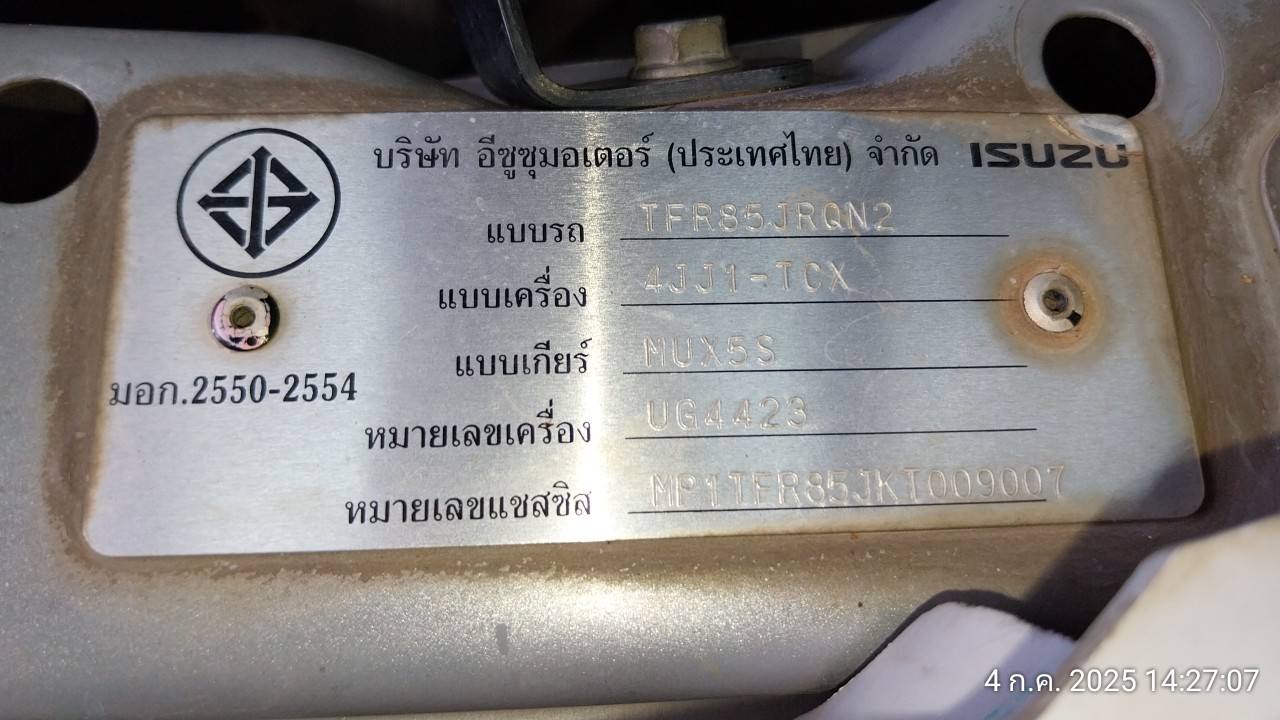 บริษัท อีซูซุมอเตอร์ (ประเทศไทย) จำกัด ISUZU
แบบรถ TFR85JRQN2
แบบเครื่อง 4JJ1-TCX
แบบเกียร์ MUX5S
มอก.2550-2554
หมายเลขเครื่อง UG4423
หมายเลขแชสซิส MP1TFR85JKT009007
4 ก.ค. 2025 14:27:07